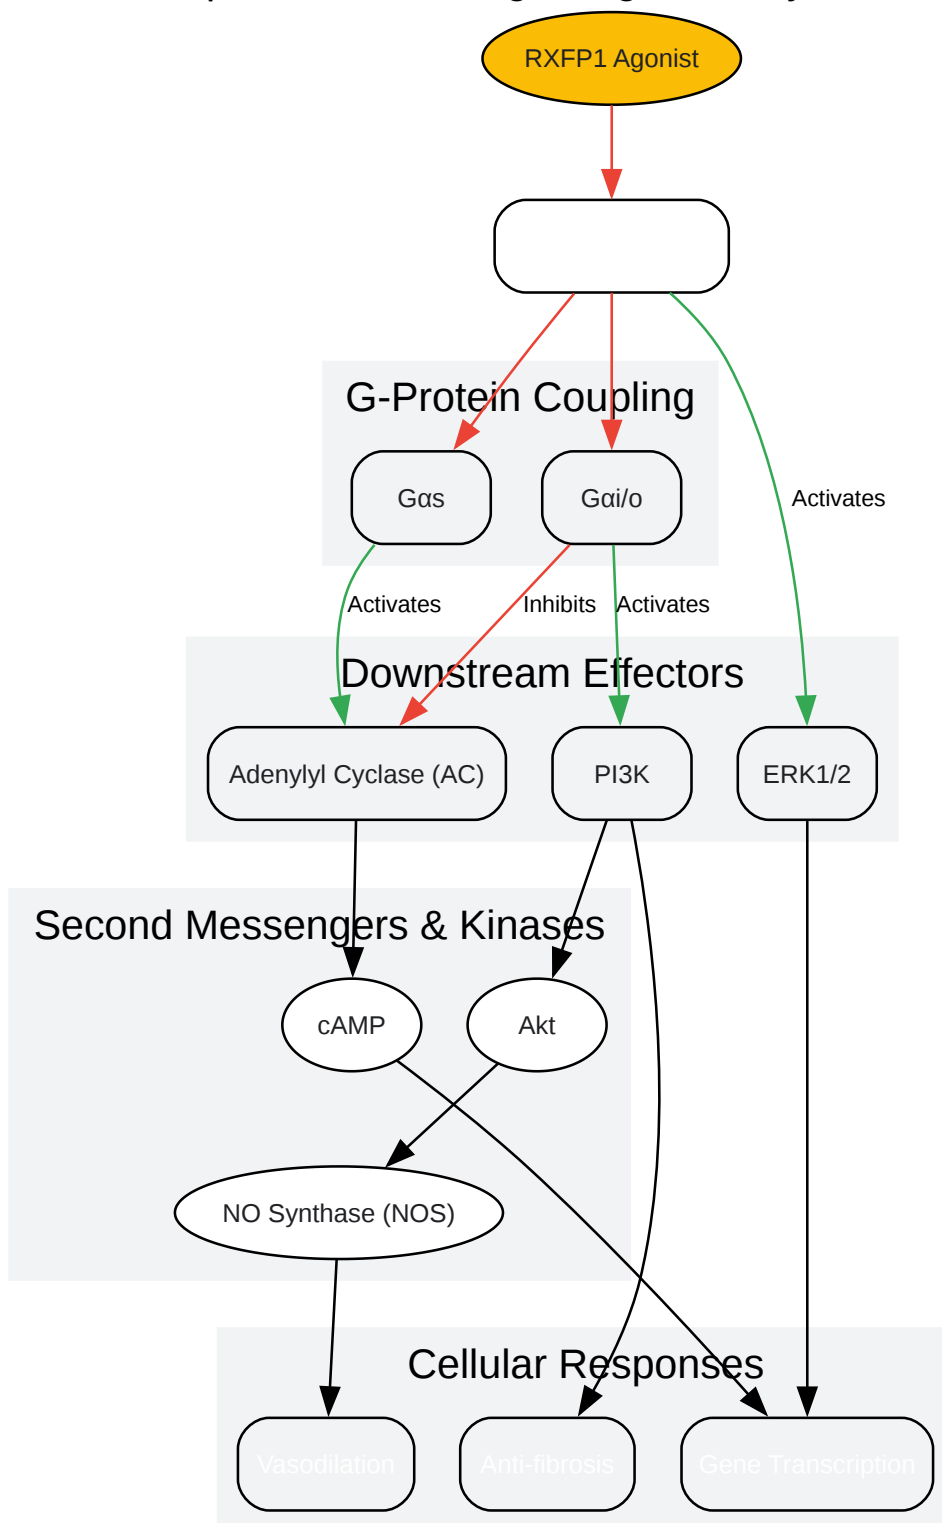 RXFP1 Agonist
G-Protein Coupling
Gαs
Gαi/o
Activates
Activates
Inhibits
Activates
Downstream Effectors
Adenylyl Cyclase (AC)
PI3K
ERK1/2
Second Messengers & Kinases
cAMP
Akt
NO Synthase (NOS)
Cellular Responses
Vasodilation
Anti-fibrosis
Gene Transcription